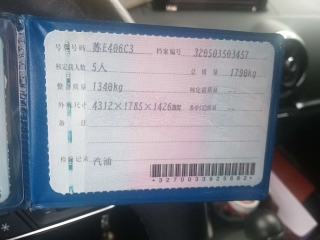 号牌号码 苏E406C3 档案编号 320503503457
核定载人数 5人 总质量 1790kg
整备质量 1340kg 核定载质量 --
外廓尺寸 4312×1785×1426mm 准牵引总质量 --
备注
检验记录 汽油